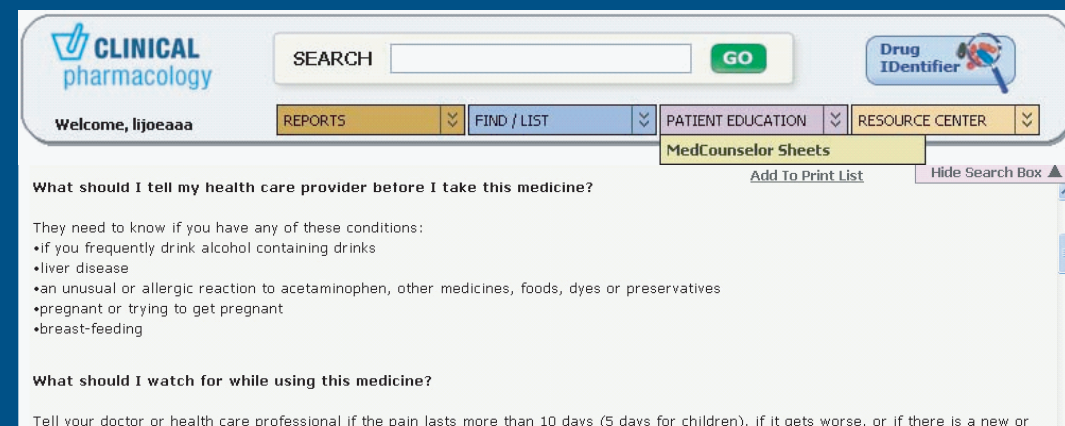 CLINICAL
pharmacology
SEARCH
GO
Drug
IDentifier
Welcome, lijoeaaa
REPORTS
FIND / LIST
PATIENT EDUCATION
RESOURCE CENTER
MedCounselor Sheets
Add To Print List
Hide Search Box
What should I tell my health care provider before I take this medicine?
They need to know if you have any of these conditions:
•if you frequently drink alcohol containing drinks
•liver disease
•an unusual or allergic reaction to acetaminophen, other medicines, foods, dyes or preservatives
•pregnant or trying to get pregnant
•breast-feeding
What should I watch for while using this medicine?
Tell your doctor or health care professional if the pain lasts more than 10 days (5 days for children), if it gets worse, or if there is a new or